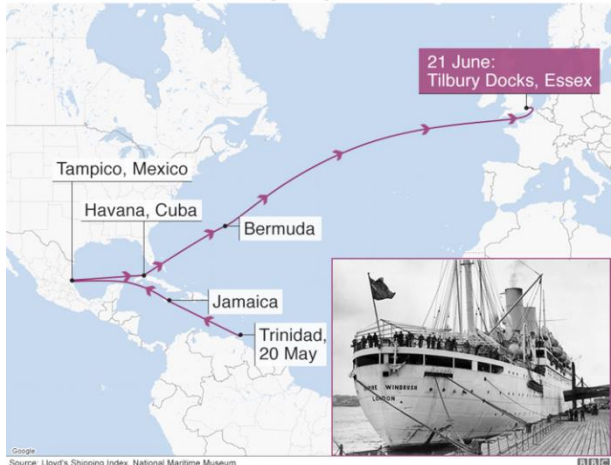 21 June:
Tilbury Docks, Essex
Tampico, Mexico
Havana, Cuba
Bermuda
Jamaica
Trinidad,
20 May
WINDRUSH
LONDON
Google
Source: Lloyd's Shipping Index, National Maritime Museum
BBC